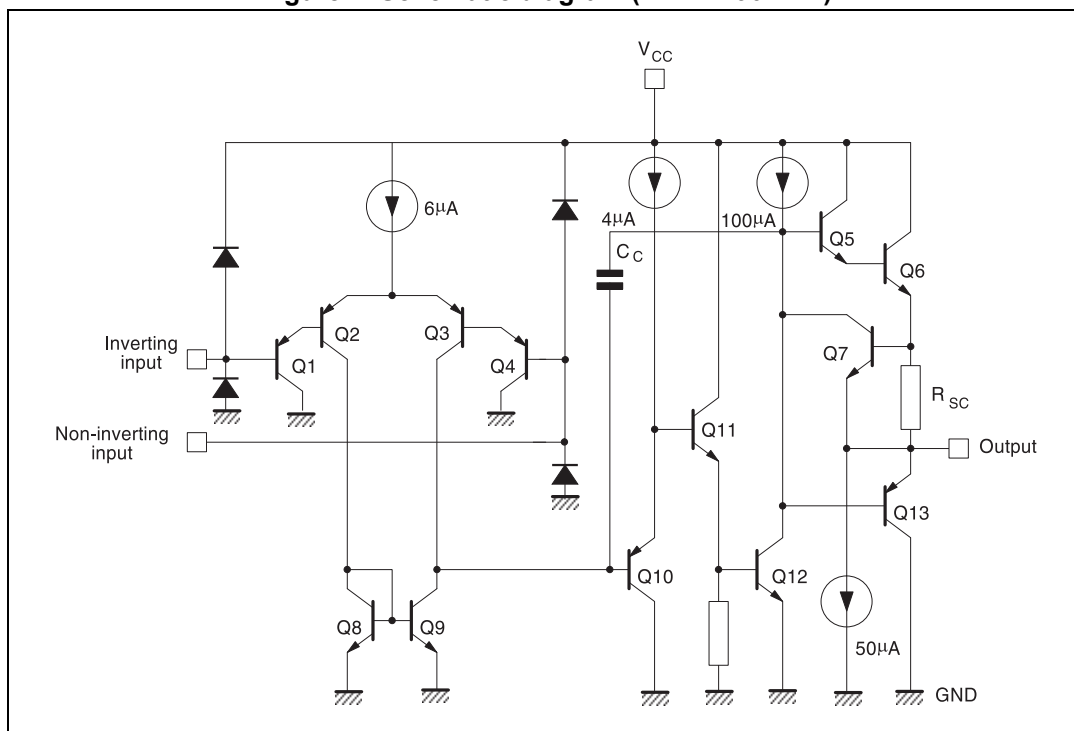 V CC
6µA
4µA
100µA
C C
Q5
Q6
Q2
Q3
Q7
Inverting
input
Q1
Q4
R SC
Non-inverting
input
Q11
Output
Q13
Q10
Q12
Q8
Q9
50µA
GND